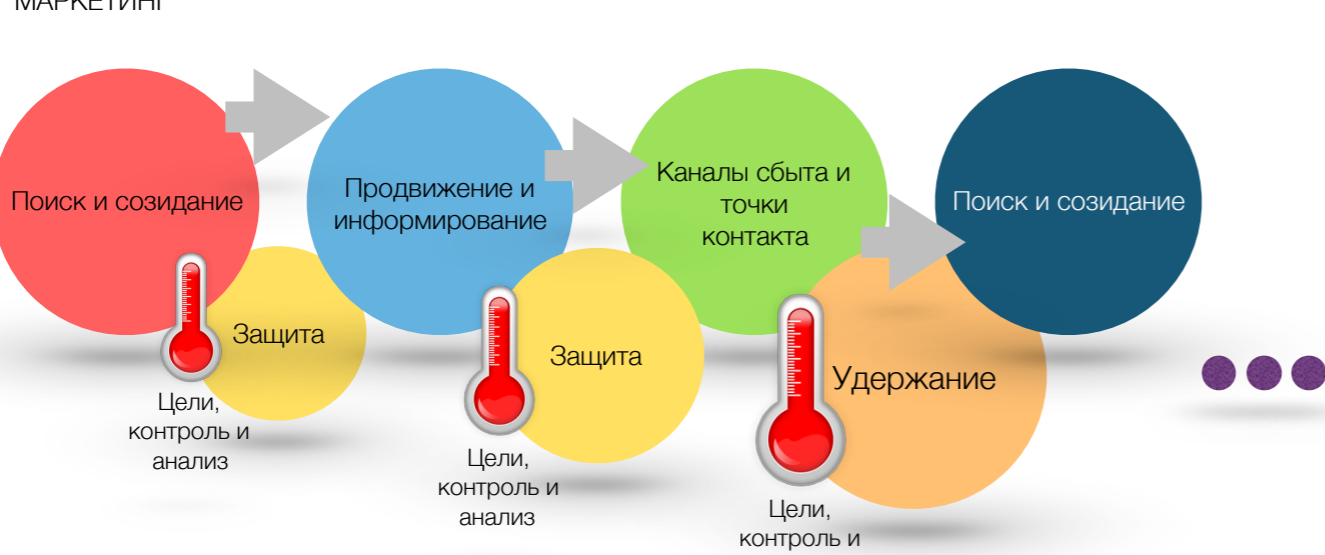 МАРКЕТИНГ
Поиск и созидание
Продвижение и
информирование
Каналы сбыта и
точки
контакта
Поиск и созидание
Защита
Защита
Удержание
Цели,
контроль и
анализ
Цели,
контроль и
анализ
Цели,
контроль и